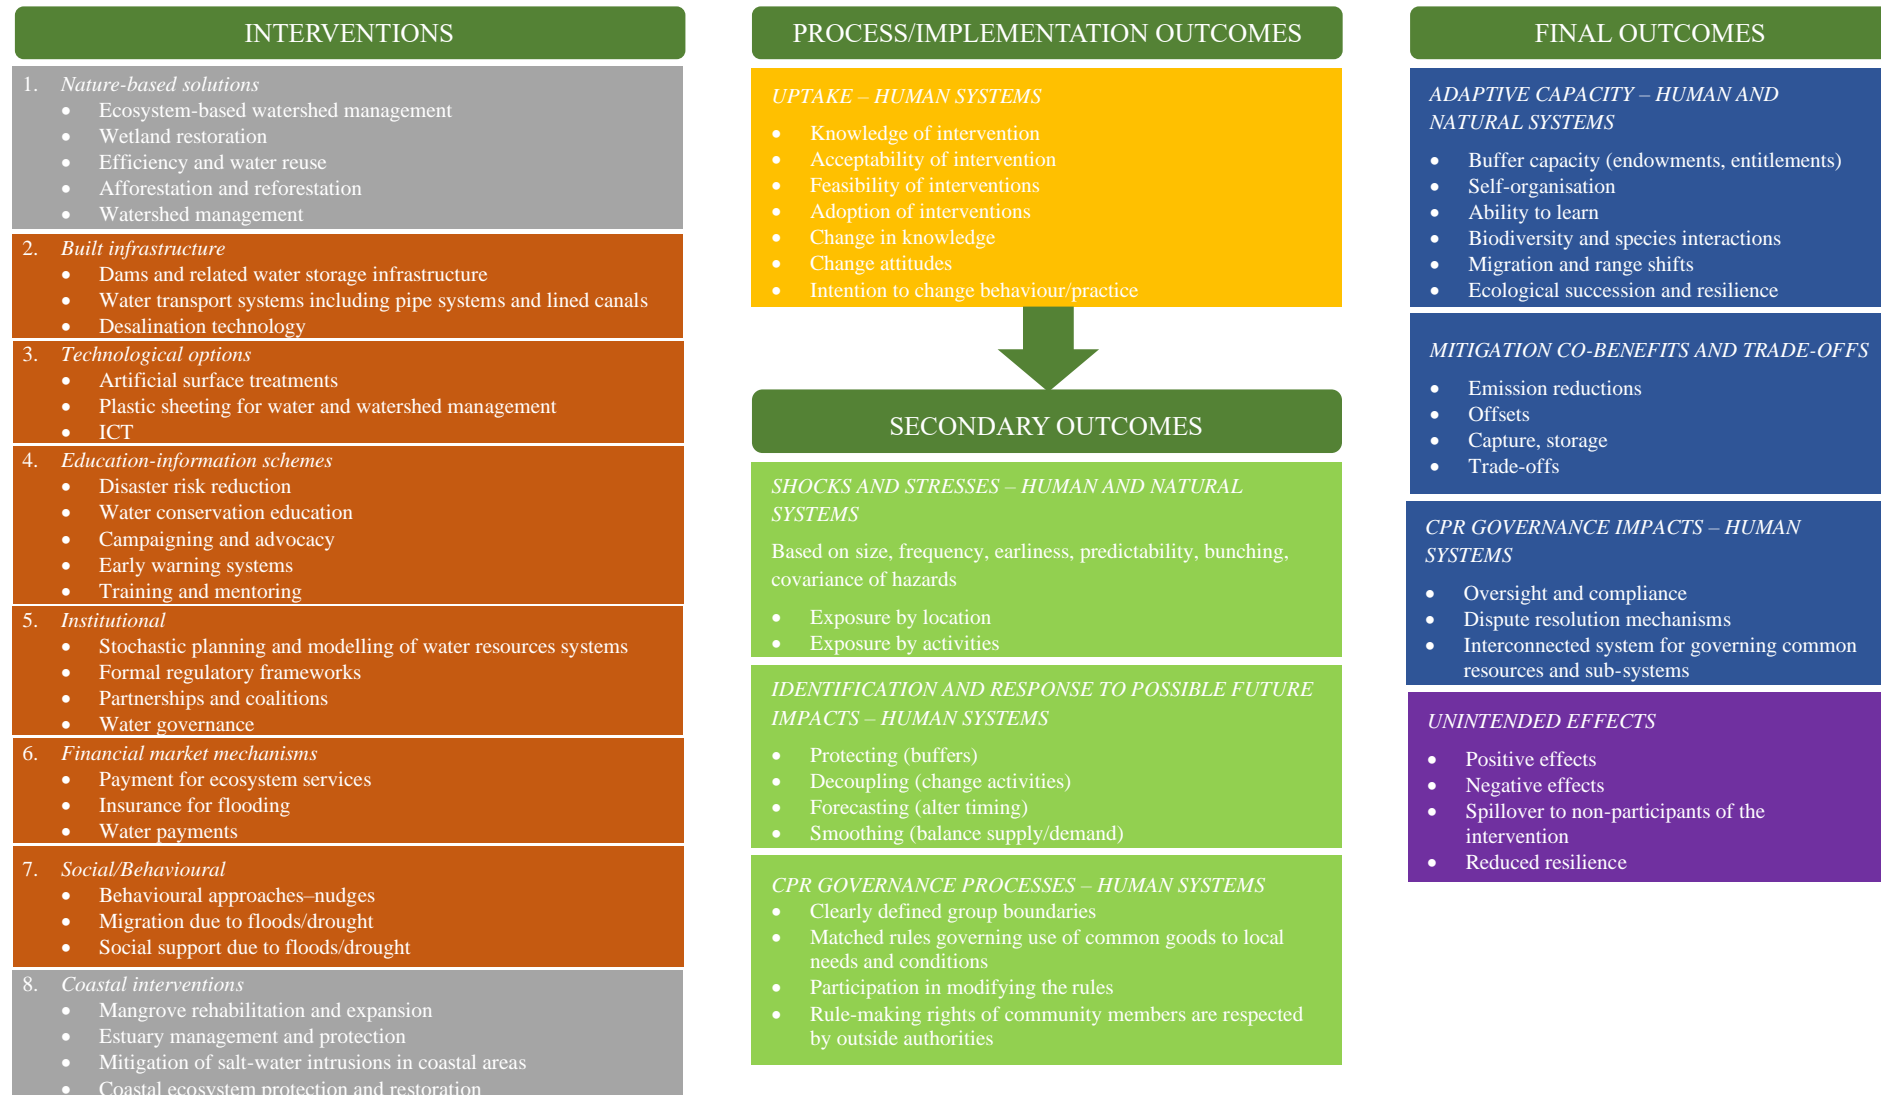 INTERVENTIONS
1. Nature-based solutions
• Ecosystem-based watershed management
• Wetland restoration
• Efficiency and water reuse
• Afforestation and reforestation
• Watershed management
2. Built infrastructure
• Dams and related water storage infrastructure
• Water transport systems including pipe systems and lined canals
• Desalination technology
3. Technological options
• Artificial surface treatments
• Plastic sheeting for water and watershed management
• ICT
4. Education-information schemes
• Disaster risk reduction
• Water conservation education
• Campaigning and advocacy
• Early warning systems
• Training and mentoring
5. Institutional
• Stochastic planning and modelling of water resources systems
• Formal regulatory frameworks
• Partnerships and coalitions
• Water governance
6. Financial market mechanisms
• Payment for ecosystem services
• Insurance for flooding
• Water payments
7. Social/Behavioural
• Behavioural approaches–nudges
• Migration due to floods/drought
• Social support due to floods/drought
8. Coastal interventions
• Mangrove rehabilitation and expansion
• Estuary management and protection
• Mitigation of salt-water intrusions in coastal areas
• Coastal ecosystem protection and restoration
PROCESS/IMPLEMENTATION OUTCOMES
UPTAKE – HUMAN SYSTEMS
• Knowledge of intervention
• Acceptability of intervention
• Feasibility of interventions
• Adoption of interventions
• Change in knowledge
• Change attitudes
• Intention to change behaviour/practice
SECONDARY OUTCOMES
SHOCKS AND STRESSES – HUMAN AND NATURAL
SYSTEMS
Based on size, frequency, earliness, predictability, bunching,
covariance of hazards
• Exposure by location
• Exposure by activities
IDENTIFICATION AND RESPONSE TO POSSIBLE FUTURE
IMPACTS – HUMAN SYSTEMS
• Protecting (buffers)
• Decoupling (change activities)
• Forecasting (alter timing)
• Smoothing (balance supply/demand)
CPR GOVERNANCE PROCESSES – HUMAN SYSTEMS
• Clearly defined group boundaries
• Matched rules governing use of common goods to local
needs and conditions
• Participation in modifying the rules
• Rule-making rights of community members are respected
by outside authorities
FINAL OUTCOMES
ADAPTIVE CAPACITY – HUMAN AND
NATURAL SYSTEMS
• Buffer capacity (endowments, entitlements)
• Self-organisation
• Ability to learn
• Biodiversity and species interactions
• Migration and range shifts
• Ecological succession and resilience
MITIGATION CO-BENEFITS AND TRADE-OFFS
• Emission reductions
• Offsets
• Capture, storage
• Trade-offs
CPR GOVERNANCE IMPACTS – HUMAN
SYSTEMS
• Oversight and compliance
• Dispute resolution mechanisms
• Interconnected system for governing common
resources and sub-systems
UNINTENDED EFFECTS
• Positive effects
• Negative effects
• Spillover to non-participants of the
intervention
• Reduced resilience